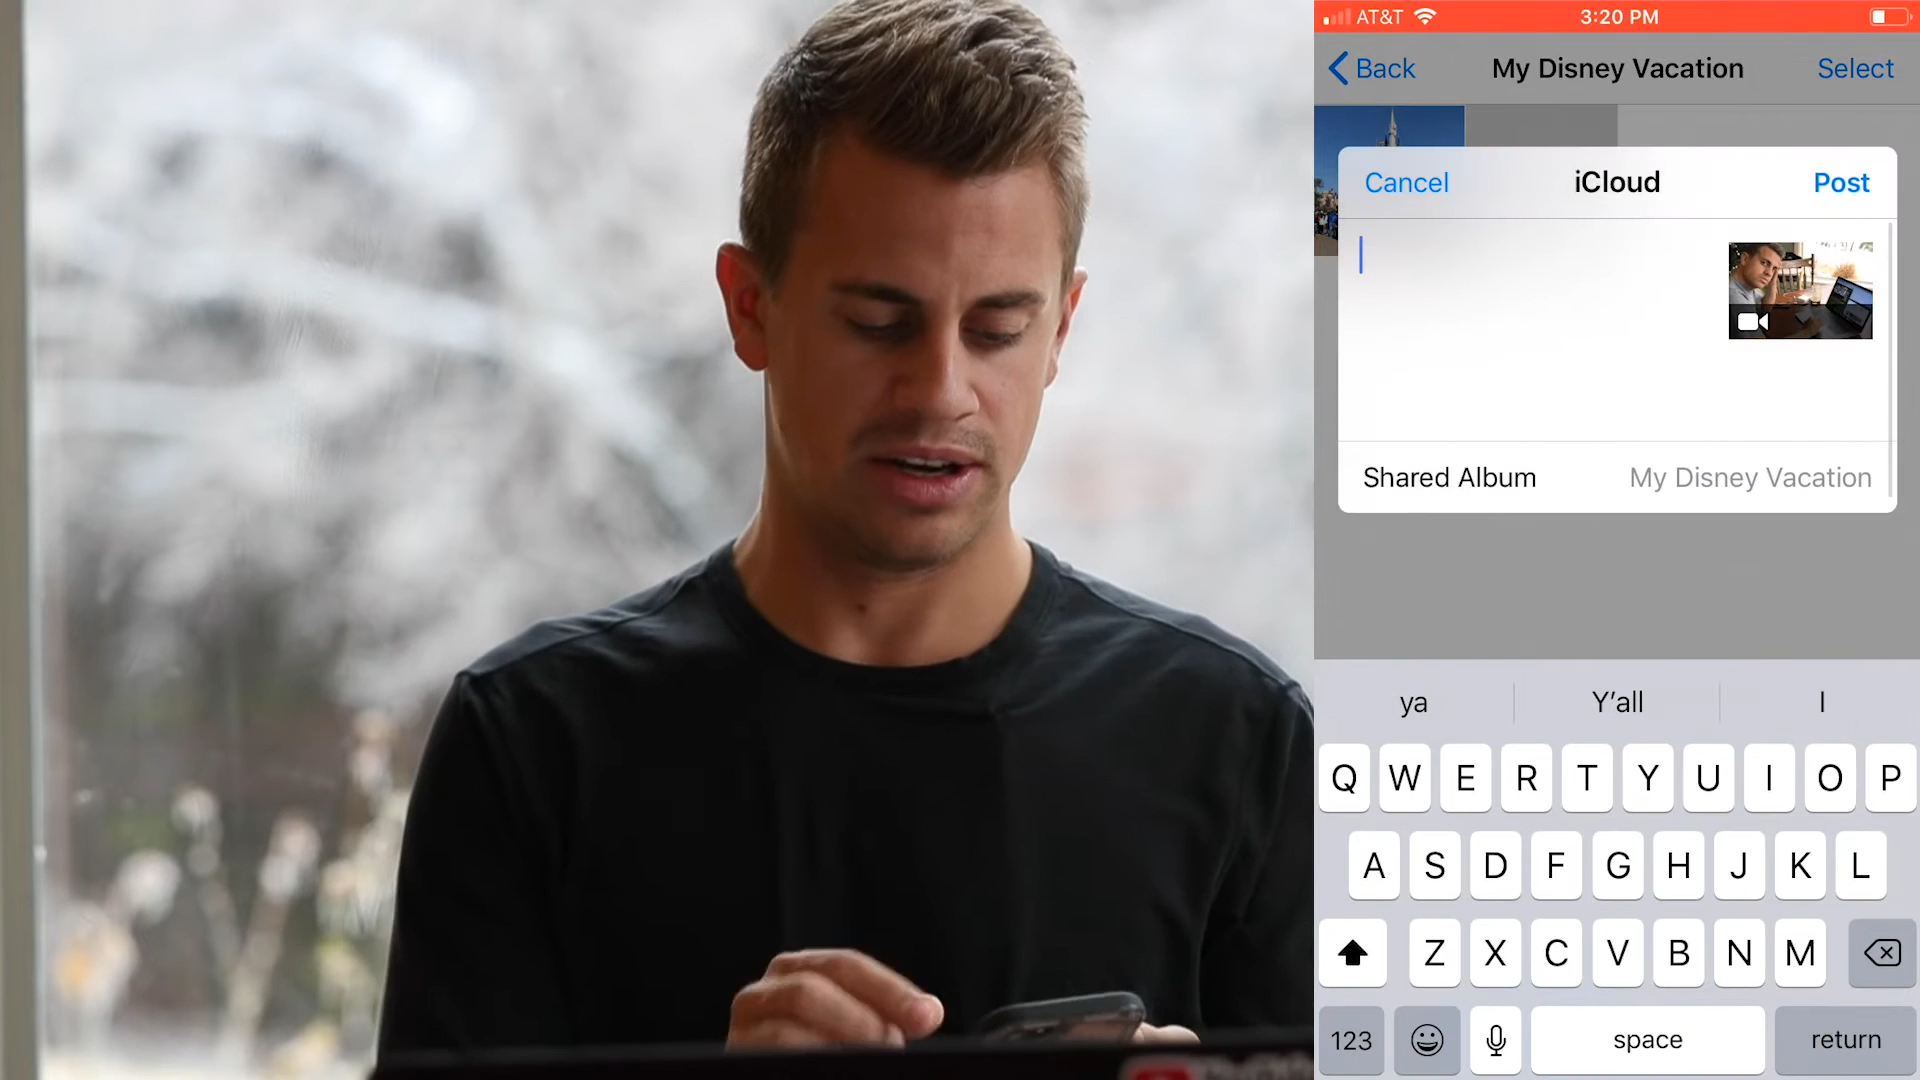 AT&T 3:20 PM
Back My Disney Vacation Select
Cancel iCloud Post
Shared Album My Disney Vacation
ya Y'all I
Q W E R T Y U I O P
A S D F G H J K L
Z X C V B N M
123 space return